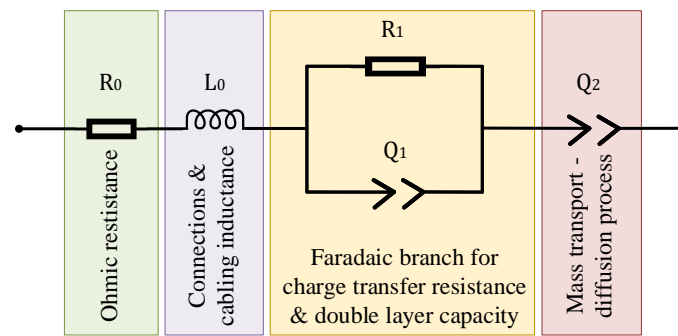 R0
L0
R1
Q1
Q2
Ohmic restistance
Connections &
cabling inductance
Faradaic branch for
charge transfer resistance
& double layer capacity
Mass transport -
diffusion process